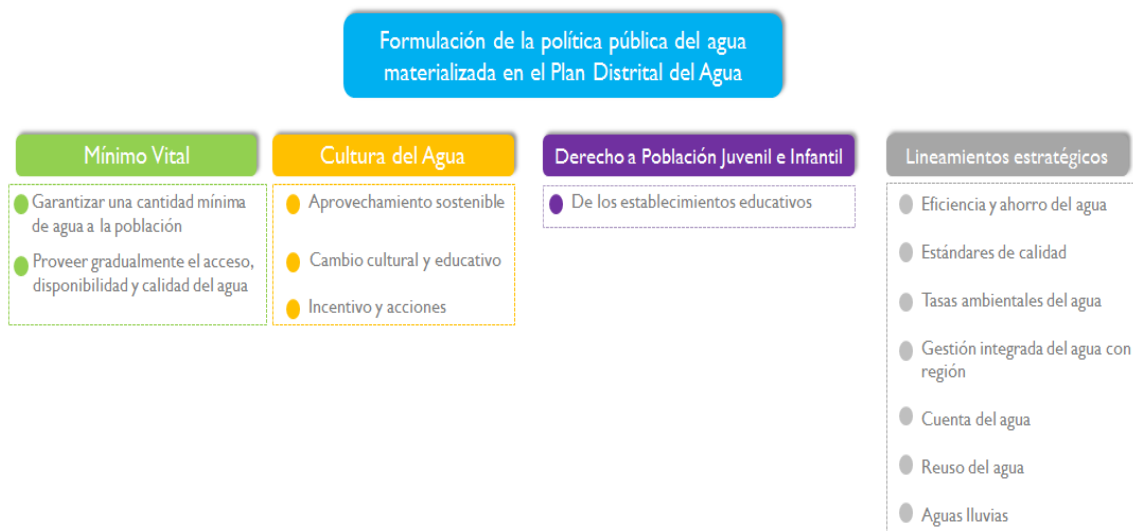 Formulación de la política pública del agua
materializada en el Plan Distrital del Agua
Mínimo Vital
Garantizar una cantidad mínima
de agua a la población
Proveer gradualmente el acceso,
disponibilidad y calidad del agua
Cultura del Agua
Aprovechamiento sostenible
Cambio cultural y educativo
Incentivo y acciones
Derecho a Población Juvenil e Infantil
De los establecimientos educativos
Lineamientos estratégicos
Eficiencia y ahorro del agua
Estándares de calidad
Tasas ambientales del agua
Gestión integrada del agua con
región
Cuenta del agua
Reuso del agua
Aguas lluvias